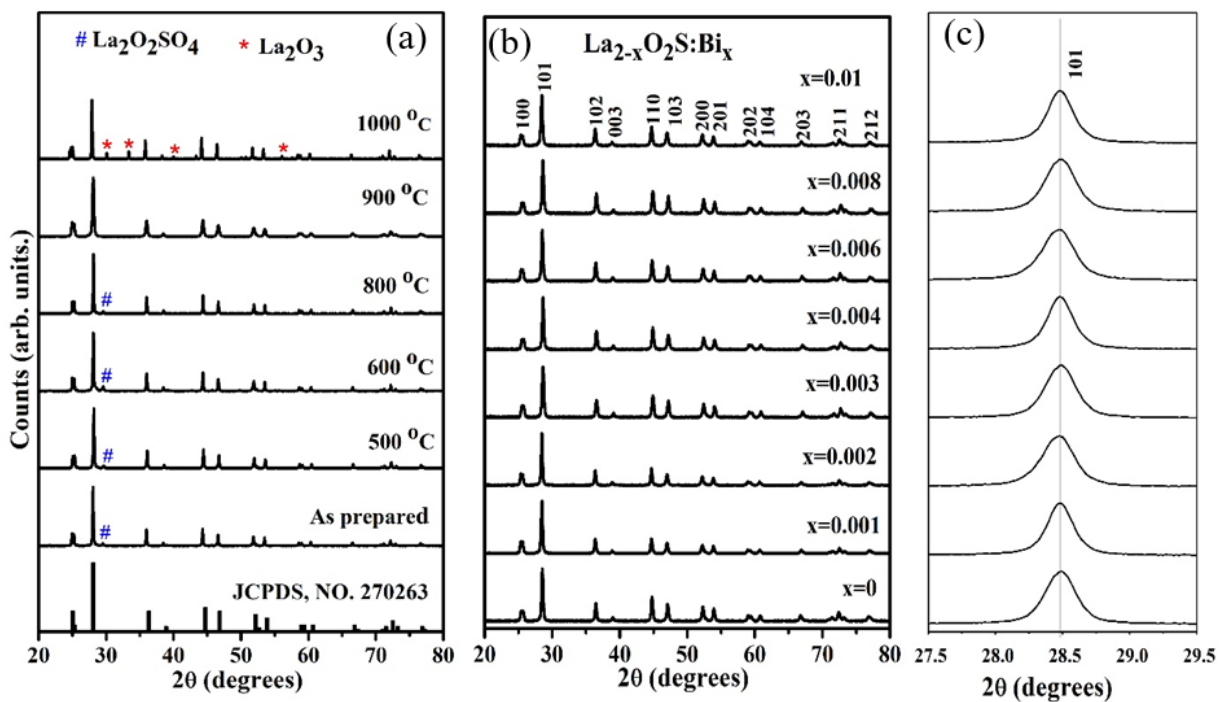 (a)
# La2O2SO4 * La2O3
1000 °C
* * * *
900 °C
800 °C
#
600 °C
#
500 °C
#
As prepared
#
JCPDS, NO. 270263
20 30 40 50 60 70 80
2θ (degrees)
Counts (arb. units.)
(b)
La2-xO2S:Bix
x=0.01
100 101 102 003 110 103 200 201 202 104 203 211 212
x=0.008
x=0.006
x=0.004
x=0.003
x=0.002
x=0.001
x=0
20 30 40 50 60 70 80
2θ (degrees)
(c)
101
27.5 28.0 28.5 29.0 29.5
2θ (degrees)